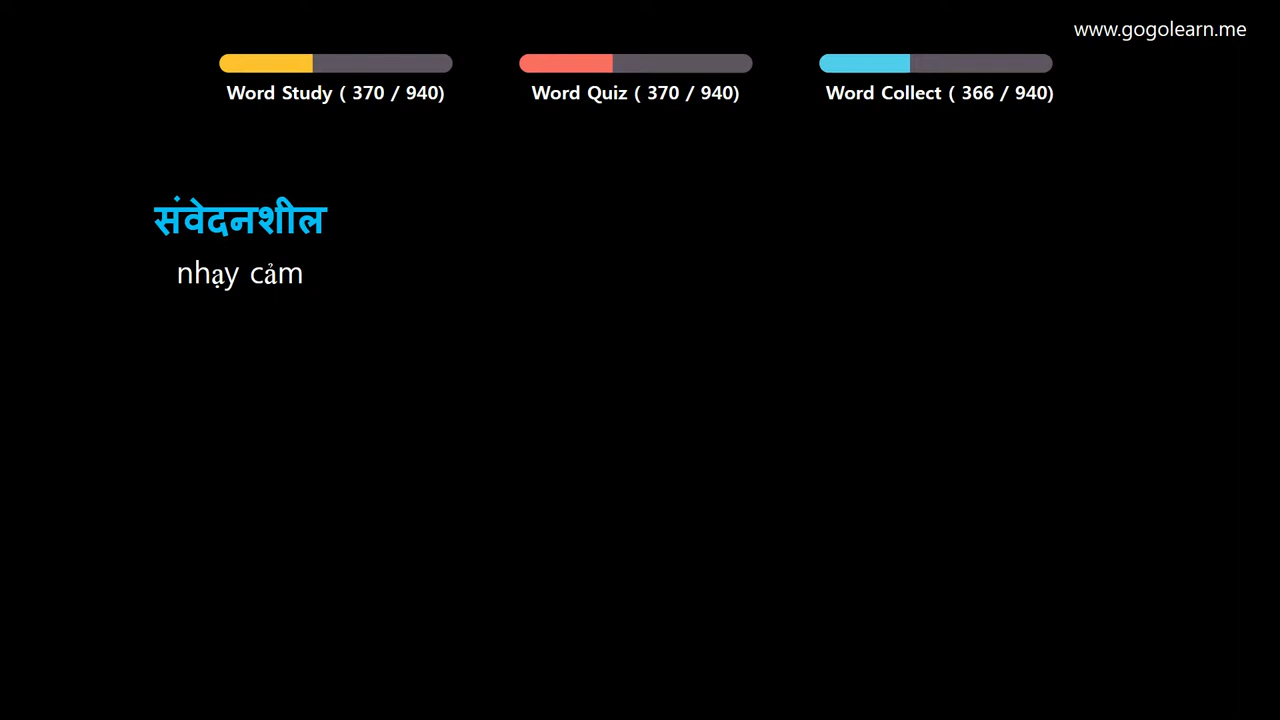 www.gogolearn.me
Word Study ( 370 / 940)
Word Quiz ( 370 / 940)
Word Collect ( 366 / 940)
संवेदनशील
nhạy cảm